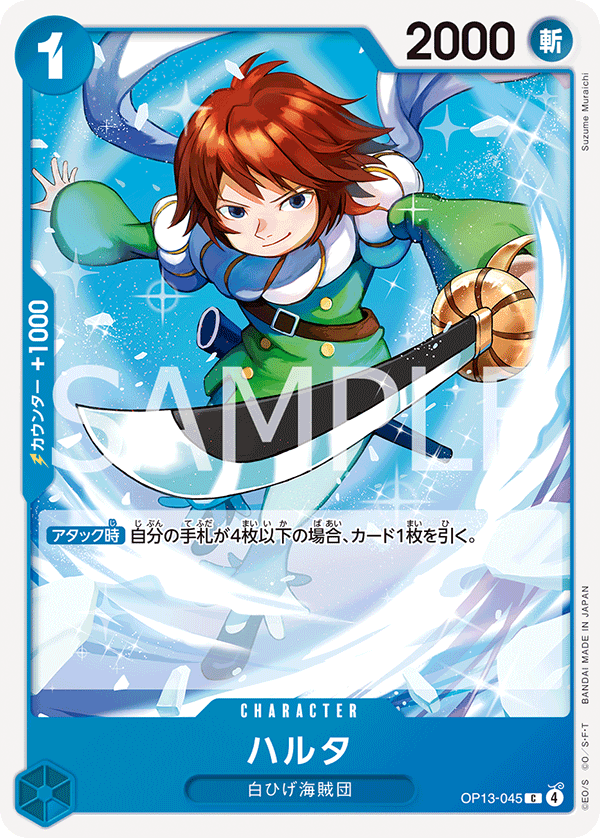 1
2000 斬
Suzume Muraichi
カウンター +1000
SAMPLE
アタック時 自分の手札が4枚以下の場合、カード1枚を引く。
CHARACTER
ハルタ
白ひげ海賊団
OP13-045 C 4
©E.O/S ©O/S・F・T BANDAI MADE IN JAPAN